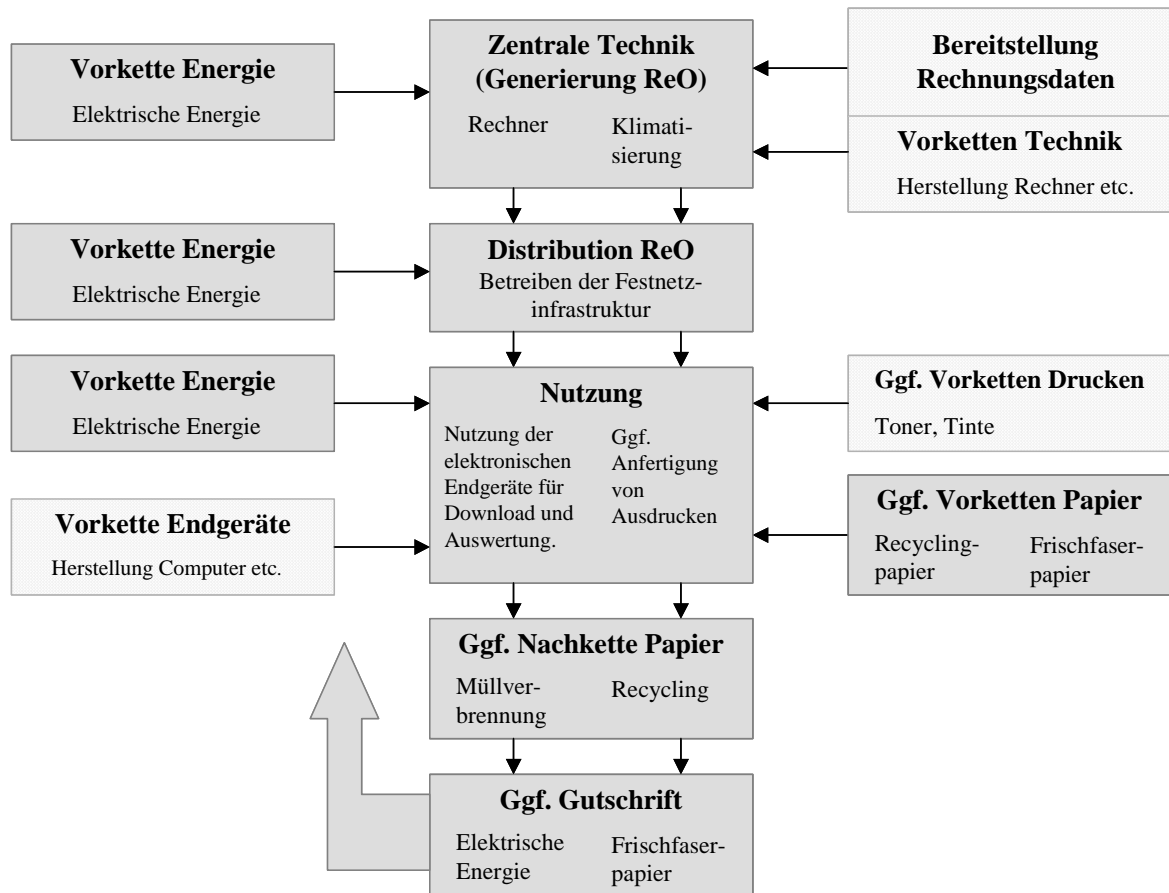 Vorkette Energie
Elektrische Energie
Zentrale Technik
(Generierung ReO)
Rechner
Klimati-
sierung
Bereitstellung
Rechnungsdaten
Vorketten Technik
Herstellung Rechner etc.
Vorkette Energie
Elektrische Energie
Distribution ReO
Betreiben der Festnetz-
infrastruktur
Vorkette Energie
Elektrische Energie
Nutzung
Nutzung der
elektronischen
Endgeräte für
Download und
Auswertung.
Ggf.
Anfertigung
von
Ausdrucken
Ggf. Vorketten Drucken
Toner, Tinte
Vorkette Endgeräte
Herstellung Computer etc.
Ggf. Vorketten Papier
Recycling-
papier
Frischfaser-
papier
Ggf. Nachkette Papier
Müllver-
brennung
Recycling
Ggf. Gutschrift
Elektrische
Energie
Frischfaser-
papier